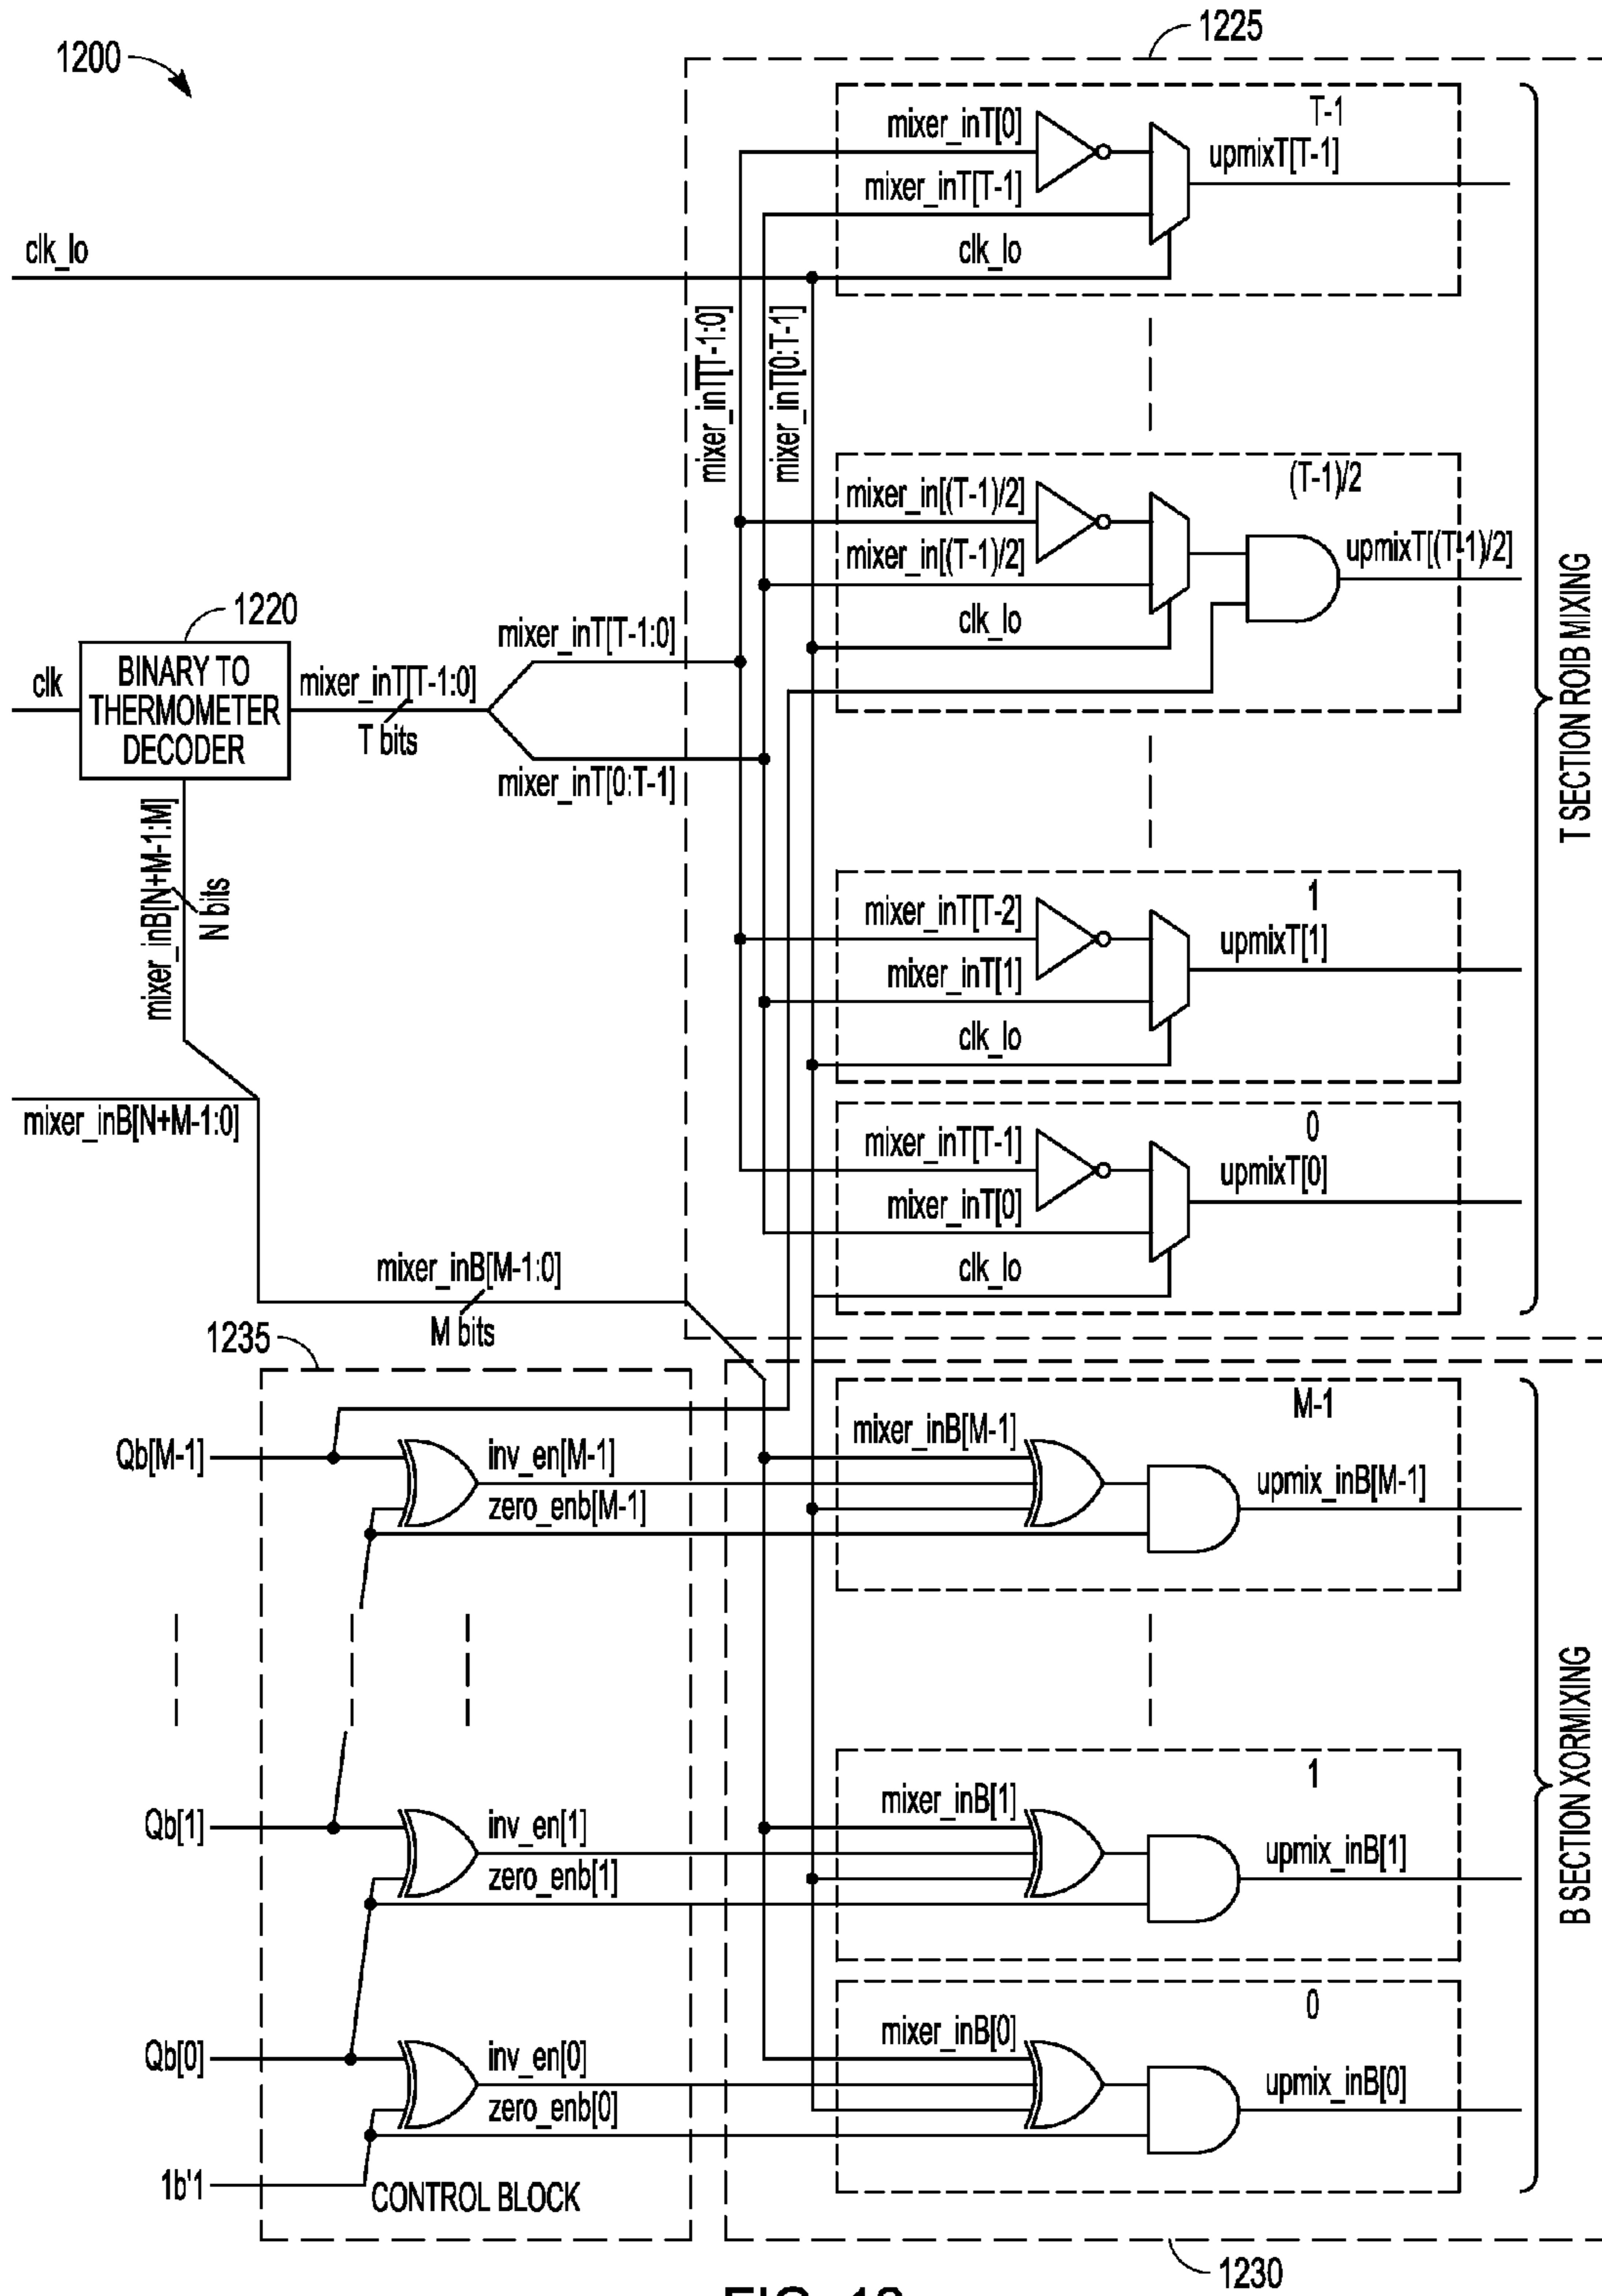 1200
1225
T-1
mixer_inT[0]
upmixT[T-1]
mixer_inT[T-1]
clk_lo
clk_lo
mixer_inT[T-1:0]
mixer_inT[0:T-1]
(T-1)/2
mixer_in[(T-1)/2]
upmixT[(T-1)/2]
mixer_in[(T-1)/2]
clk_lo
T SECTION ROIB MIXING
1220
clk
BINARY TO
THERMOMETER
DECODER
mixer_inT[T-1:0]
T bits
mixer_inT[T-1:0]
mixer_inT[0:T-1]
mixer_inB[N+M-1:M]
N bits
1
mixer_inT[T-2]
upmixT[1]
mixer_inT[1]
clk_lo
mixer_inB[N+M-1:0]
0
mixer_inT[T-1]
upmixT[0]
mixer_inT[0]
clk_lo
mixer_inB[M-1:0]
M bits
1235
M-1
Qb[M-1]
inv_en[M-1]
zero_enb[M-1]
mixer_inB[M-1]
upmix_inB[M-1]
B SECTION XORMIXING
1
Qb[1]
inv_en[1]
zero_enb[1]
mixer_inB[1]
upmix_inB[1]
0
Qb[0]
inv_en[0]
zero_enb[0]
mixer_inB[0]
upmix_inB[0]
1b'1
CONTROL BLOCK
1230